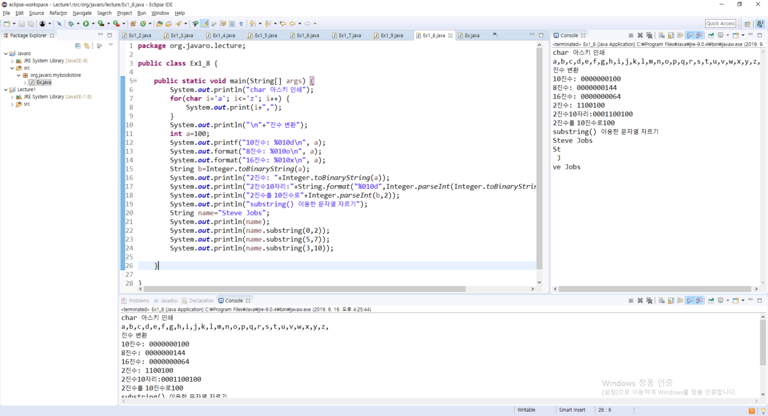 eclipse-workspace - Lecture1/src/org/javaro/lecture/Ex1_8.java - Eclipse IDE
File Edit Source Refactor Navigate Search Project Run Window Help
Quick Access
Package Explorer
Javaro
JRE System Library [JavaSE-8]
src
org.javaro.mybookstore
Ex.java
Lecture1
JRE System Library [JavaSE-1.8]
src
Ex1_2.java Ex1_3.java Ex1_4.java Ex1_5.java Ex1_6.java Ex1_7.java Ex1_9.java Ex1_8.java Ex.java
1 package org.javaro.lecture;
2
3 public class Ex1_8 {
4
5 public static void main(String[] args) {
6 System.out.println("char 아스키 인쇄");
7 for(char i='a'; i<='z'; i++) {
8 System.out.print(i+",");
9 }
10 System.out.println("\n"+"진수 변환");
11 int a=100;
12 System.out.printf("10진수: %010d\n", a);
13 System.out.format("8진수: %010o\n", a);
14 System.out.format("16진수: %010x\n", a);
15 String b=Integer.toBinaryString(a);
16 System.out.println("2진수: "+Integer.toBinaryString(a));
17 System.out.println("2진수10자리:"+String.format("%010d",Integer.parseInt(Integer.toBinaryStrin
18 System.out.println("2진수를 10진수로"+Integer.parseInt(b,2));
19 System.out.println("substring() 이용한 문자열 자르기");
20 String name="Steve Jobs";
21 System.out.println(name);
22 System.out.println(name.substring(0,2));
23 System.out.println(name.substring(5,7));
24 System.out.println(name.substring(3,10));
25
26 }
27
28 }
Console
<terminated> Ex1_8 [Java Application] C:₩Program Files₩Java₩jre-9.0.4₩bin₩javaw.exe (2019. 9.
char 아스키 인쇄
a,b,c,d,e,f,g,h,i,j,k,l,m,n,o,p,q,r,s,t,u,v,w,x,y,z,
진수 변환
10진수: 0000000100
8진수: 0000000144
16진수: 0000000064
2진수: 1100100
2진수10자리:0001100100
2진수를 10진수로100
substring() 이용한 문자열 자르기
Steve Jobs
St
J
ve Jobs
Problems Javadoc Declaration Console
<terminated> Ex1_8 [Java Application] C:₩Program Files₩Java₩jre-9.0.4₩bin₩javaw.exe (2019. 9. 19. 오후 4:23:44)
char 아스키 인쇄
a,b,c,d,e,f,g,h,i,j,k,l,m,n,o,p,q,r,s,t,u,v,w,x,y,z,
진수 변환
10진수: 0000000100
8진수: 0000000144
16진수: 0000000064
2진수: 1100100
2진수10자리:0001100100
2진수를 10진수로100
substring() 이용한 문자열 자르기
Windows 정품 인증
[설정]으로 이동하여 Windows를 정품 인증합니다.
Writable Smart Insert 26 : 6